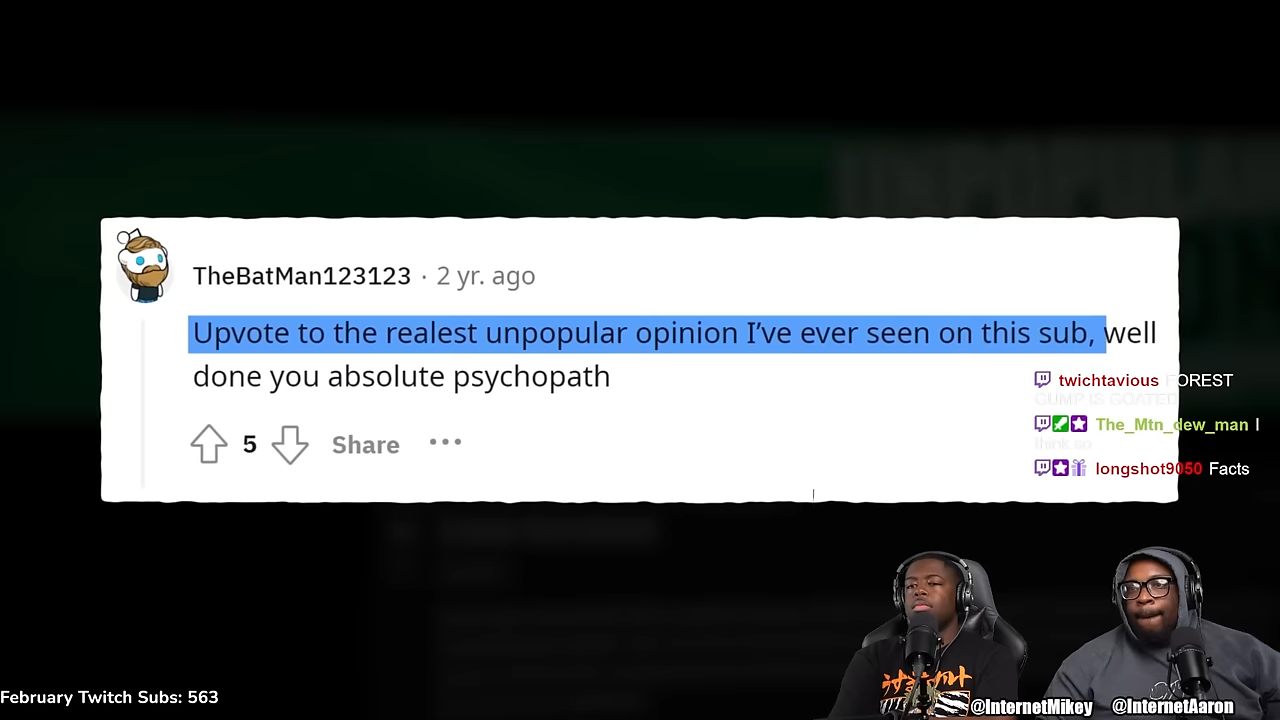 TheBatMan123123 · 2 yr. ago
Upvote to the realest unpopular opinion I've ever seen on this sub, well
done you absolute psychopath
5 Share
twichtavious FOREST
GUMP IS GOATED
The_Mtn_dew_man I
think so
longshot9050 Facts
February Twitch Subs: 563
@InternetMikey
@InternetAaron